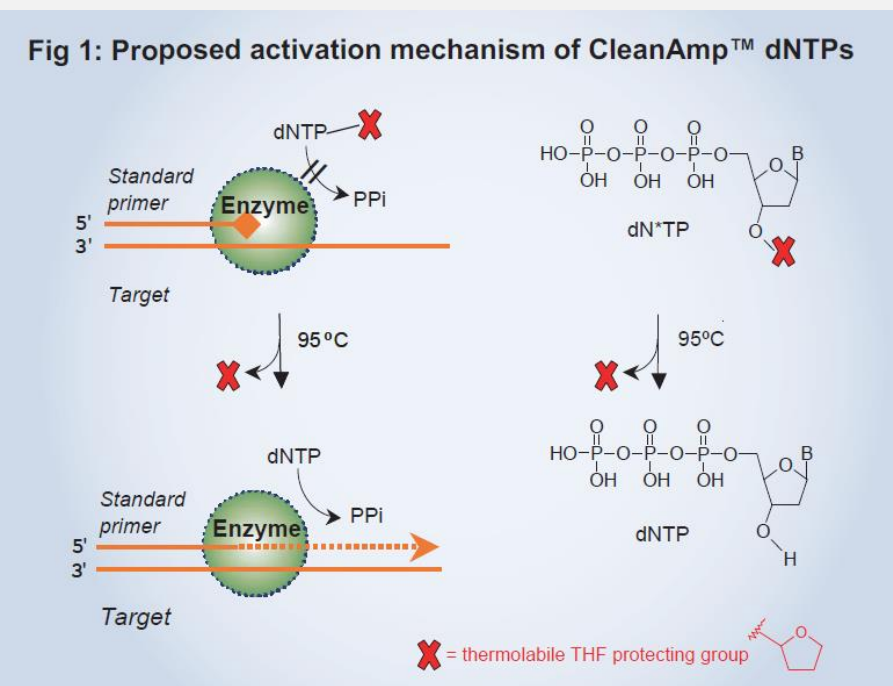 Fig 1: Proposed activation mechanism of CleanAmp™ dNTPs
dNTP
Standard
primer
Enzyme
PPi
5'
3'
Target
95ºC
dNTP
Standard
primer
Enzyme
PPi
5'
3'
Target
O O O
HO-P-O-P-O-P-O O B
OH OH OH
dN*TP
O
95ºC
O O O
HO-P-O-P-O-P-O O B
OH OH OH
dNTP
O
H
= thermolabile THF protecting group
O